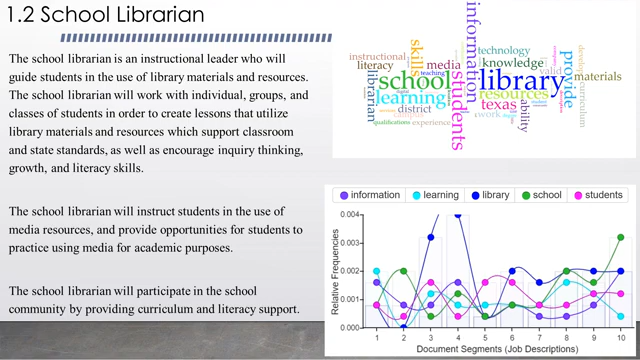 1.2 School Librarian
The school librarian is an instructional leader who will
guide students in the use of library materials and resources.
The school librarian will work with individual, groups, and
classes of students in order to create lessons that utilize
library materials and resources which support classroom
and state standards, as well as encourage inquiry thinking,
growth, and literacy skills.
The school librarian will instruct students in the use of
media resources, and provide opportunities for students to
practice using media for academic purposes.
The school librarian will participate in the school
community by providing curriculum and literacy support.
information
skills
technology
instructional
literacy
media
knowledge
provide
valid
teaching
materials
school
library
librarian
students
resources
learning
texas
curriculum
district
campus
work
ability
qualifications
experience
information learning library school students
Relative Frequencies
0.004
0.003
0.002
0.001
0.000
1 2 3 4 5 6 7 8 9 10
Document Segments (Job Descriptions)